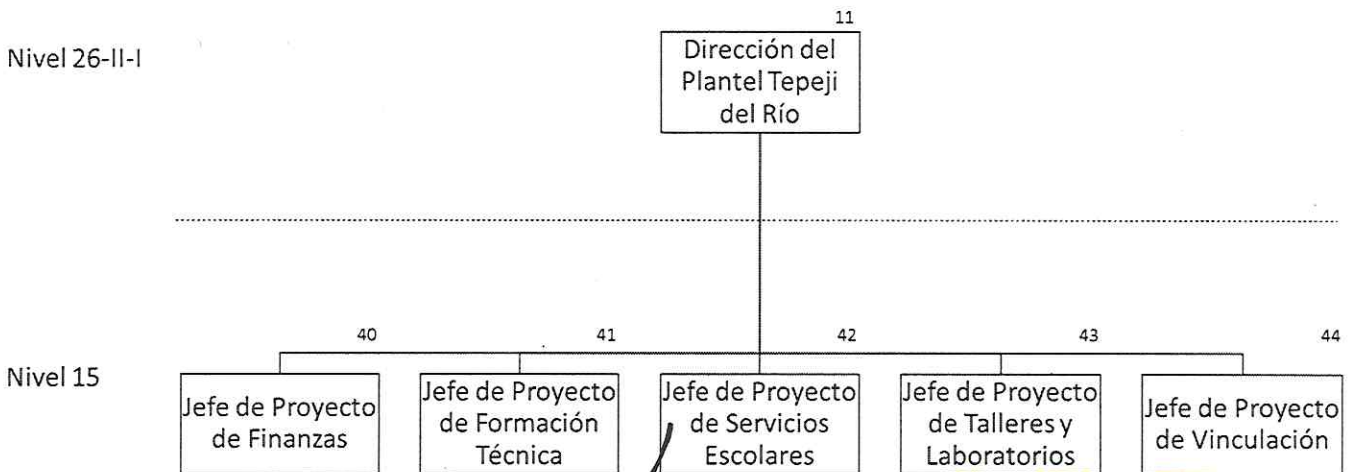 11
Nivel 26-II-I
Dirección del
Plantel Tepeji
del Río
40
41
42
43
44
Nivel 15
Jefe de Proyecto
de Finanzas
Jefe de Proyecto
de Formación
Técnica
Jefe de Proyecto
de Servicios
Escolares
Jefe de Proyecto
de Talleres y
Laboratorios
Jefe de Proyecto
de Vinculación